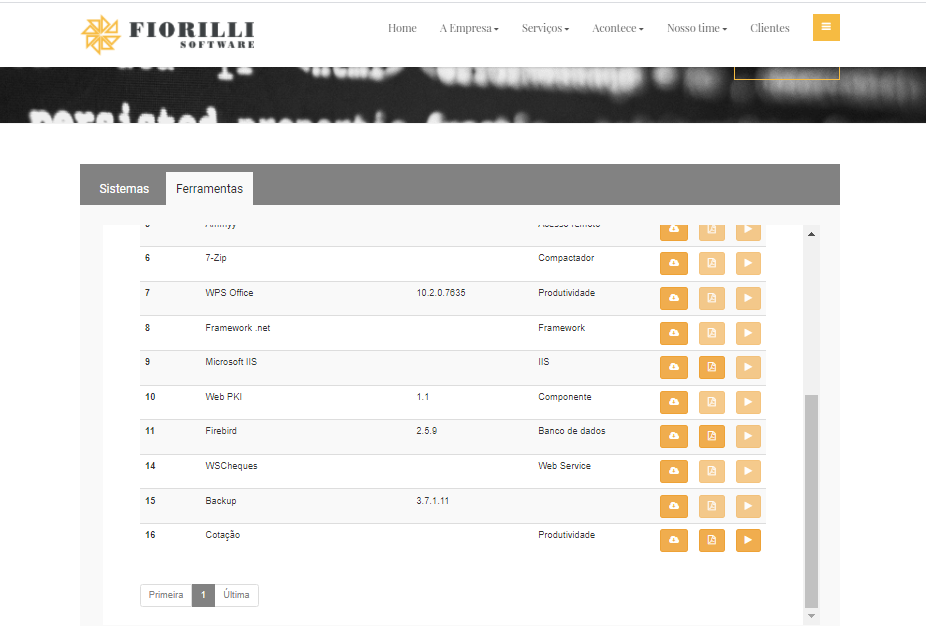 FIORILLI
SOFTWARE
Home A Empresa Serviços Acontece Nosso time Clientes
Sistemas Ferramentas
6 7-Zip Compactador
7 WPS Office 10.2.0.7635 Produtividade
8 Framework .net Framework
9 Microsoft IIS IIS
10 Web PKI 1.1 Componente
11 Firebird 2.5.9 Banco de dados
14 WSCheques Web Service
15 Backup 3.7.1.11
16 Cotação Produtividade
Primeira 1 Última